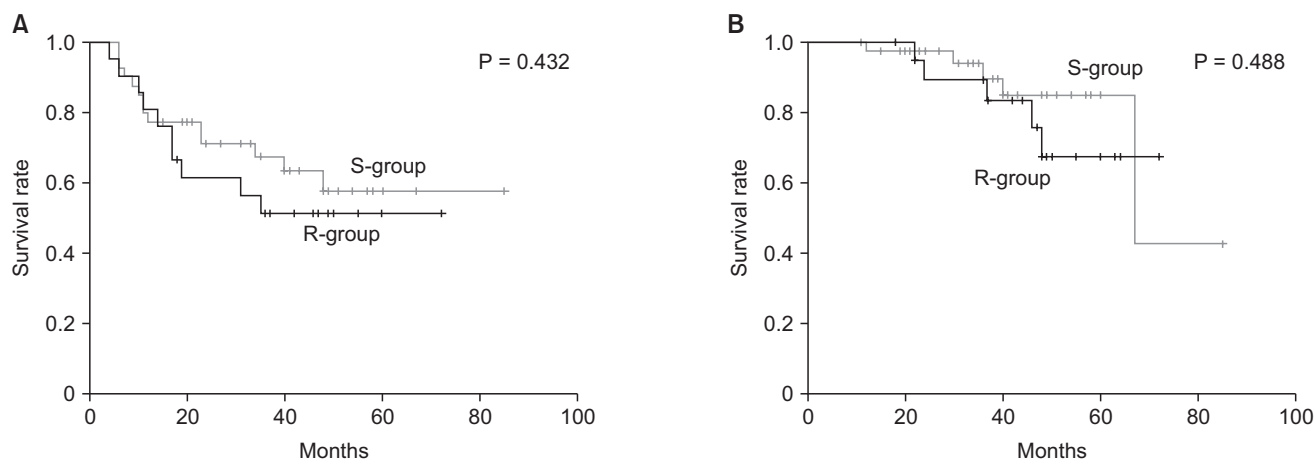 A
1.0
0.8
0.6
0.4
0.2
0
Survival rate
P = 0.432
S-group
R-group
0 20 40 60 80 100
Months
B
1.0
0.8
0.6
0.4
0.2
0
Survival rate
P = 0.488
S-group
R-group
0 20 40 60 80 100
Months